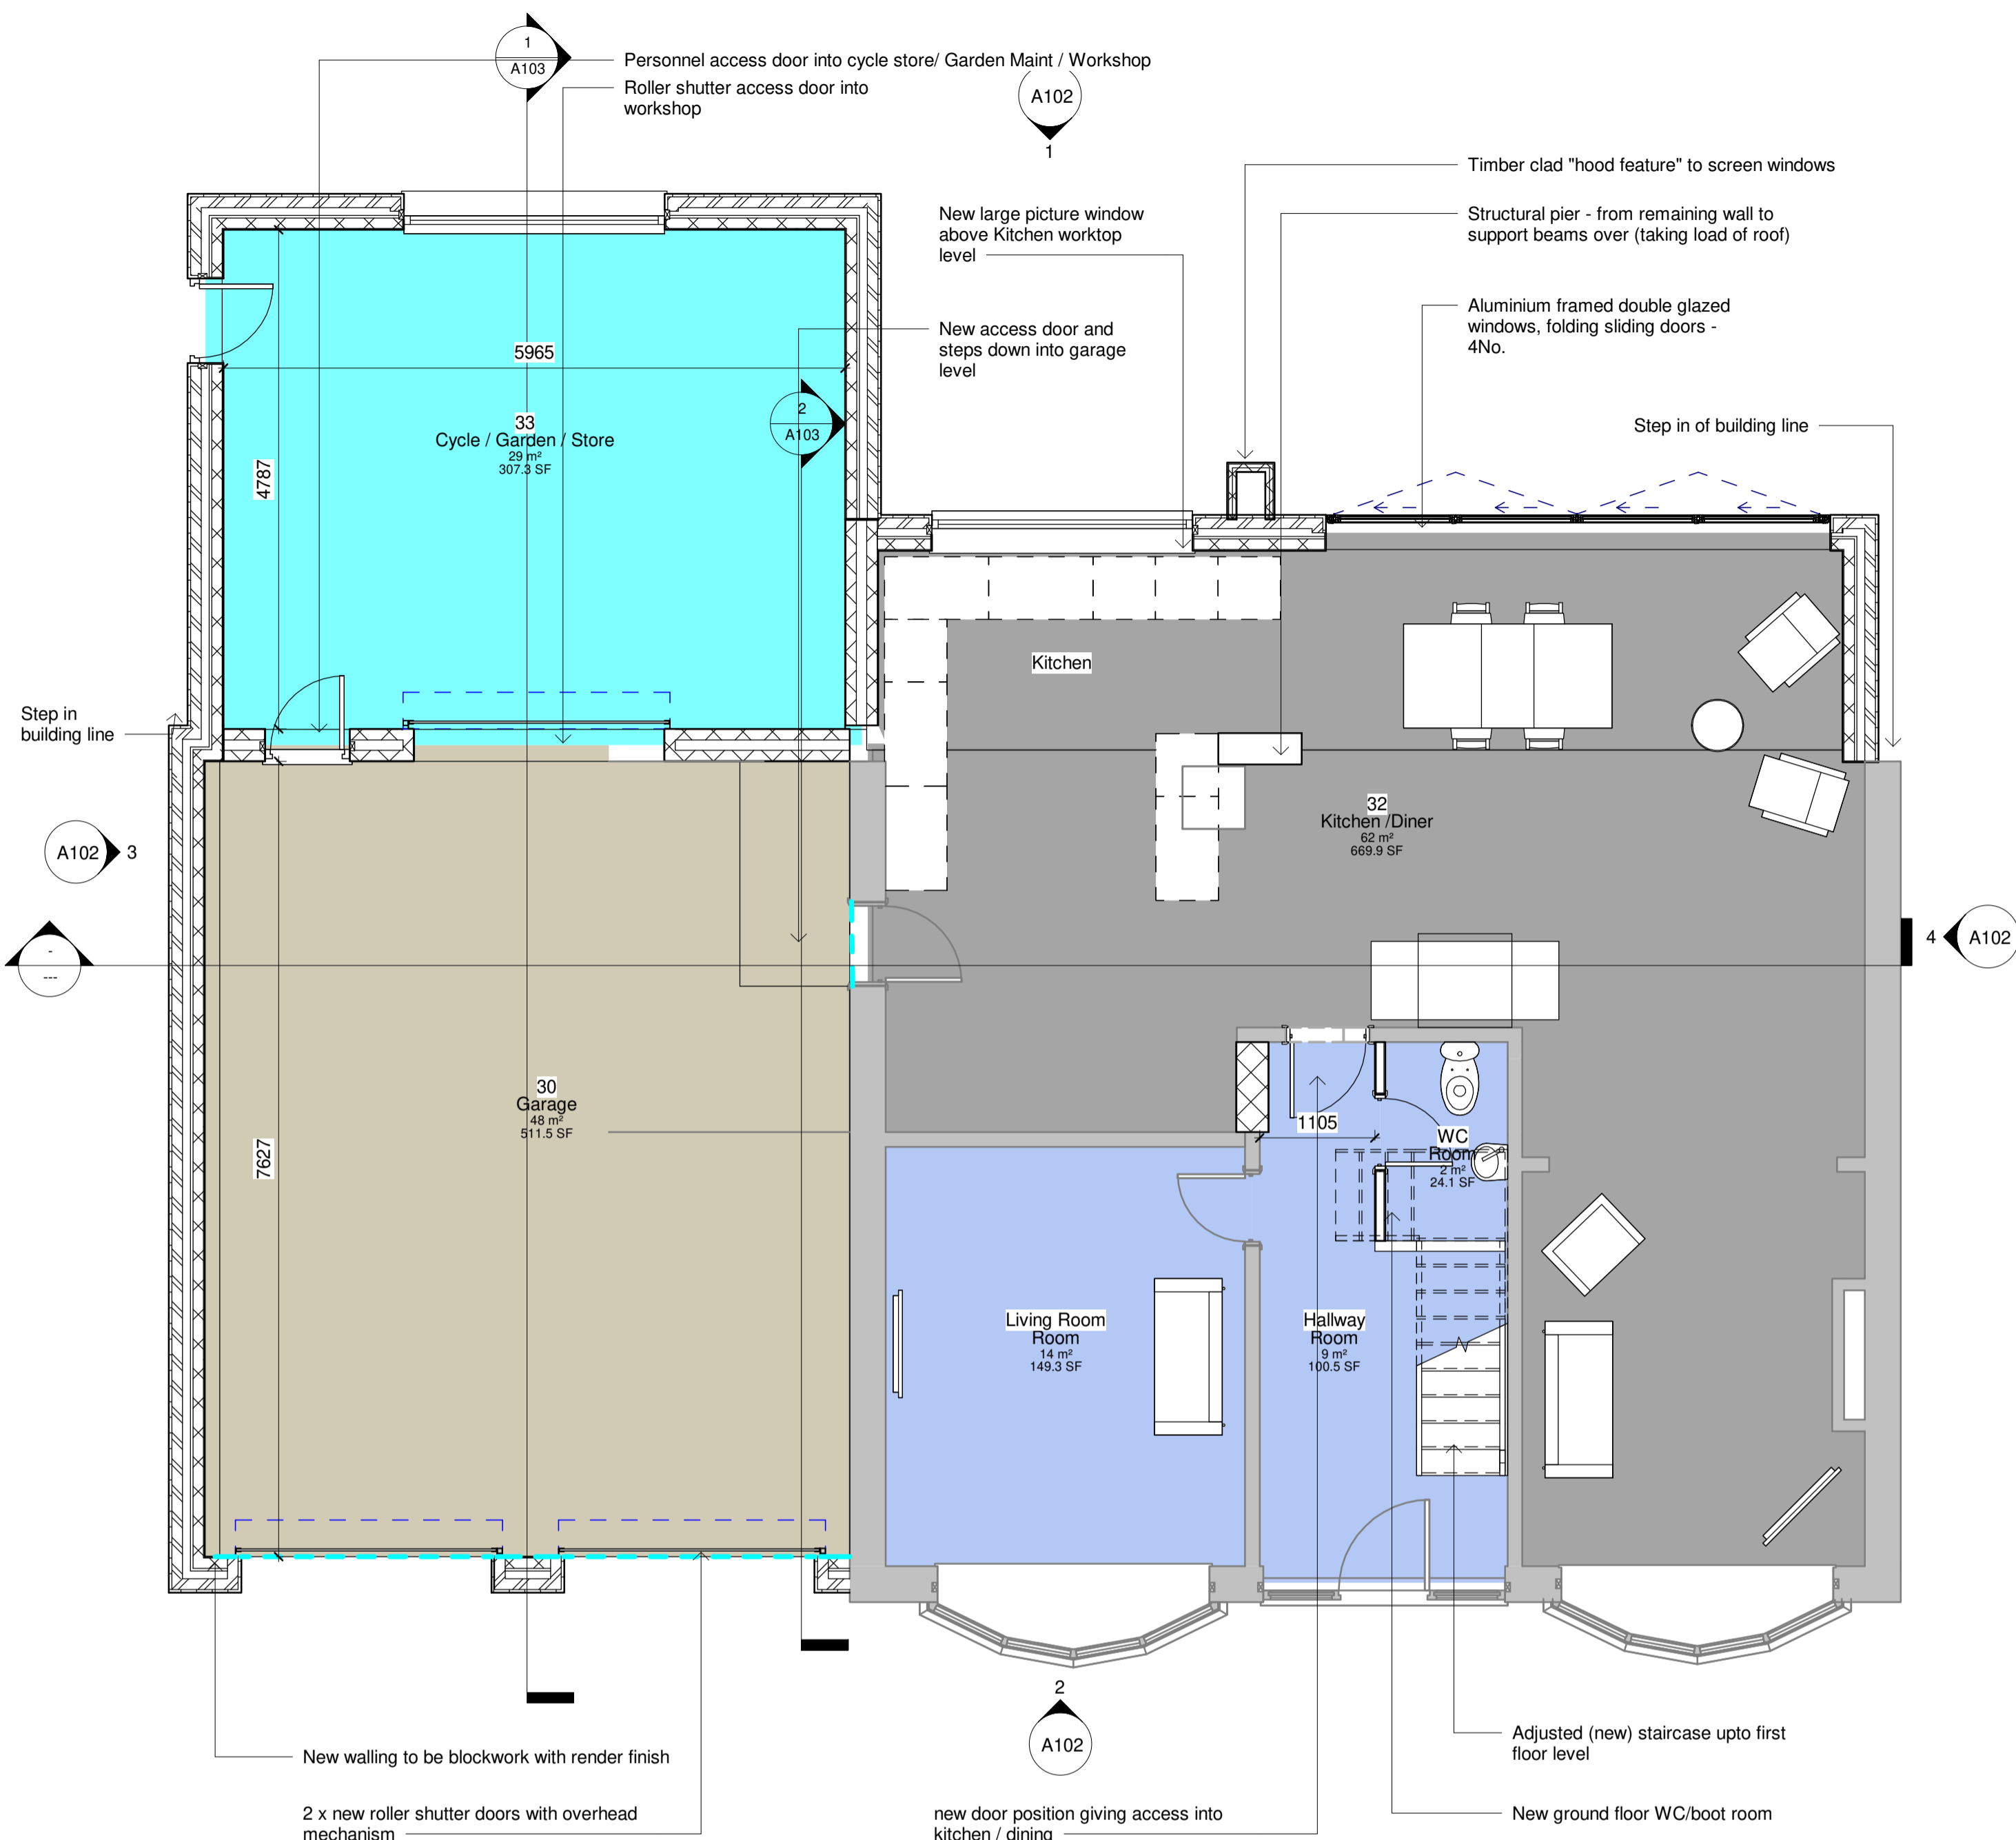 1
A103
Personnel access door into cycle store/ Garden Maint / Workshop
Roller shutter access door into
workshop
A102
1
Timber clad "hood feature" to screen windows
New large picture window
above Kitchen worktop
level
Structural pier - from remaining wall to
support beams over (taking load of roof)
Aluminium framed double glazed
windows, folding sliding doors -
4No.
New access door and
steps down into garage
level
5965
33
Cycle / Garden / Store
29 m²
307.3 SF
4787
2
A103
Step in of building line
Kitchen
Step in
building line
32
Kitchen /Diner
62 m²
669.9 SF
A102
3
-
---
4
A102
30
Garage
48 m²
511.5 SF
7627
1105
WC
Room
2 m²
24.1 SF
Living Room
Room
14 m²
149.3 SF
Hallway
Room
9 m²
100.5 SF
2
A102
New walling to be blockwork with render finish
Adjusted (new) staircase upto first
floor level
2 x new roller shutter doors with overhead
mechanism
new door position giving access into
kitchen / dining
New ground floor WC/boot room